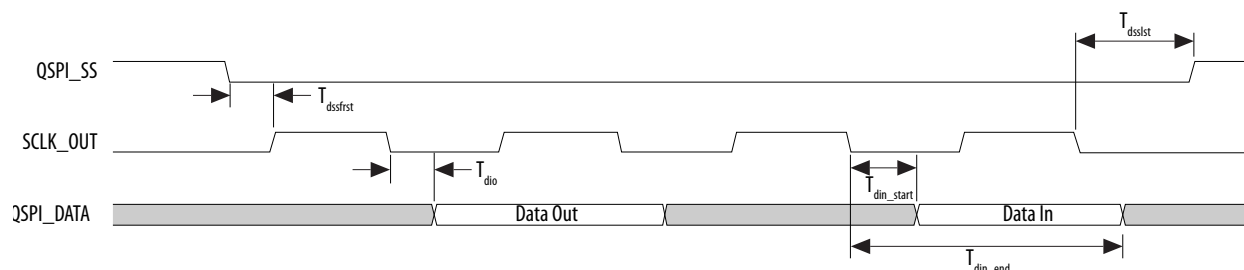 T_dsslst
QSPI_SS
T_dssfrst
SCLK_OUT
T_dio
T_din_start
QSPI_DATA
Data Out
Data In
T_din_end